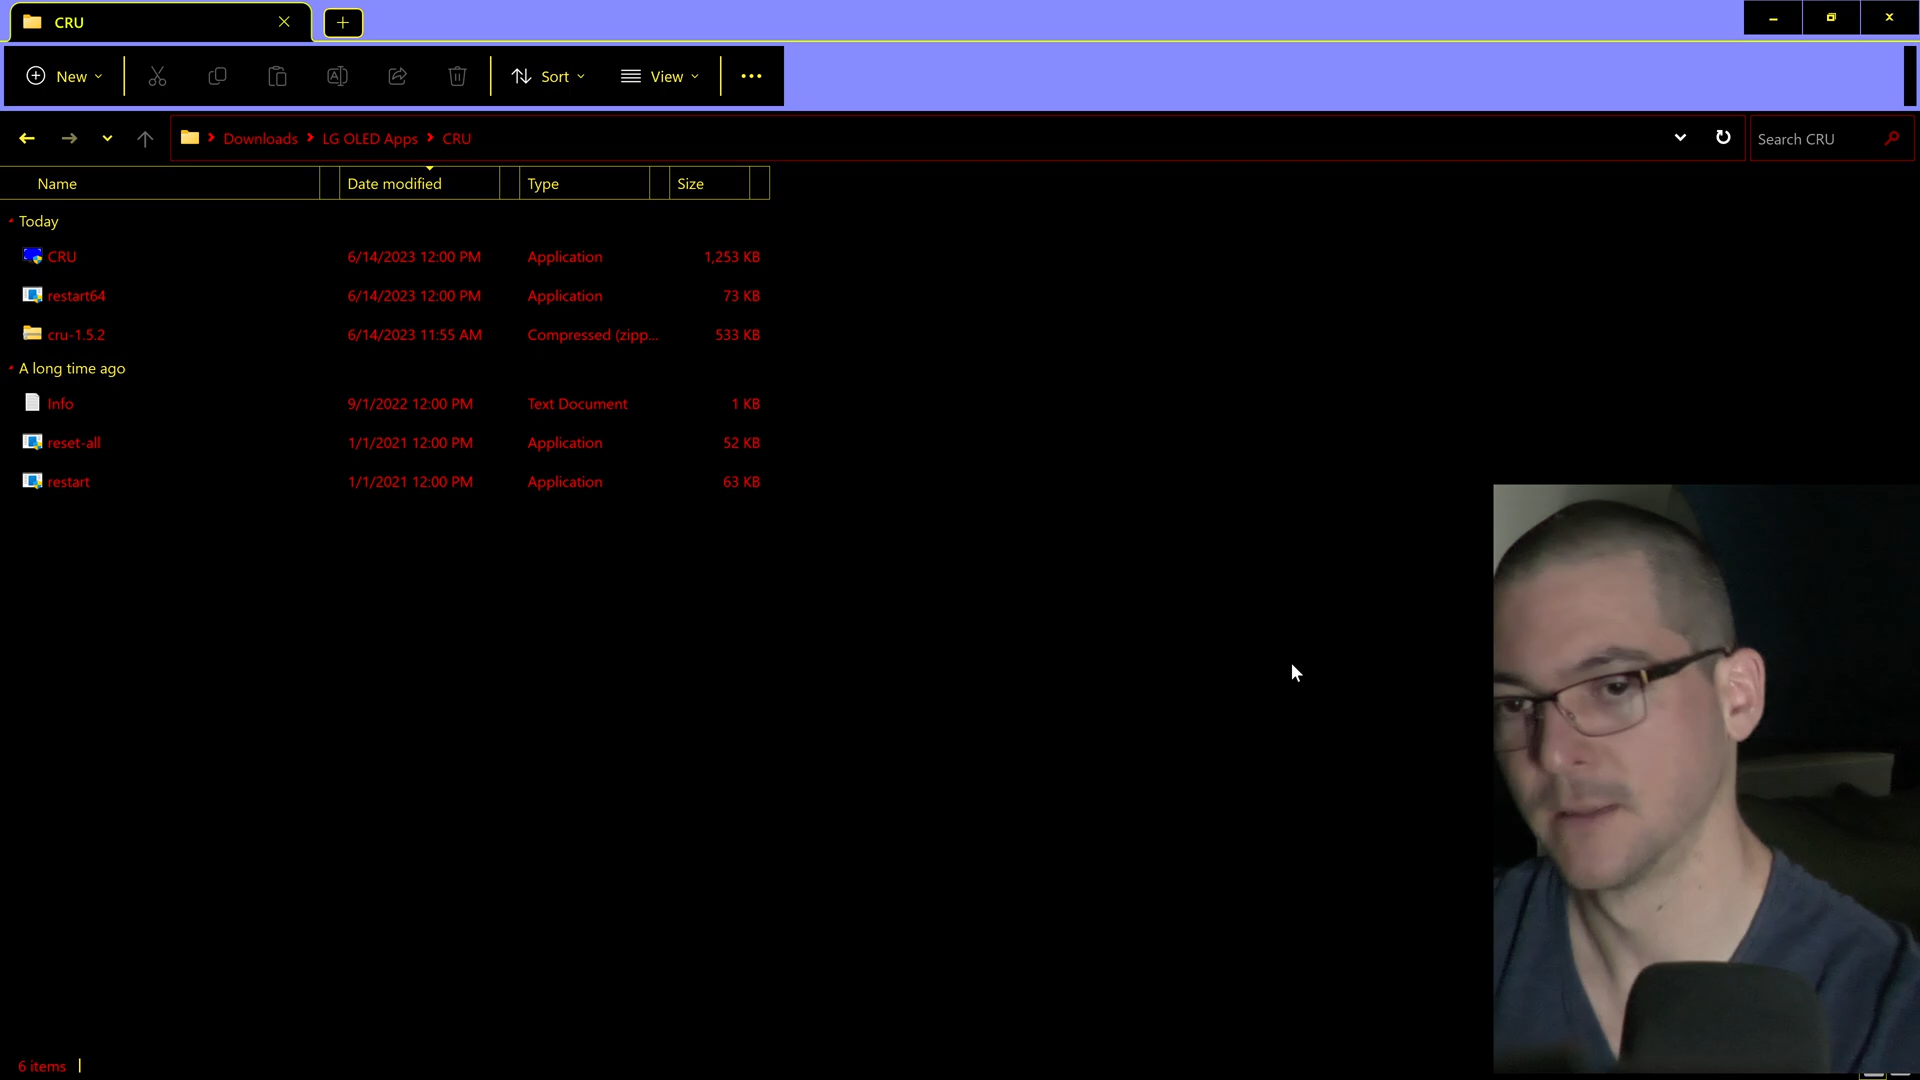 CRU
New
Sort
View
Downloads LG OLED Apps CRU
Search CRU
Name Date modified Type Size
Today
CRU 6/14/2023 12:00 PM Application 1,253 KB
restart64 6/14/2023 12:00 PM Application 73 KB
cru-1.5.2 6/14/2023 11:55 AM Compressed (zipp... 533 KB
A long time ago
Info 9/1/2022 12:00 PM Text Document 1 KB
reset-all 1/1/2021 12:00 PM Application 52 KB
restart 1/1/2021 12:00 PM Application 63 KB
6 items